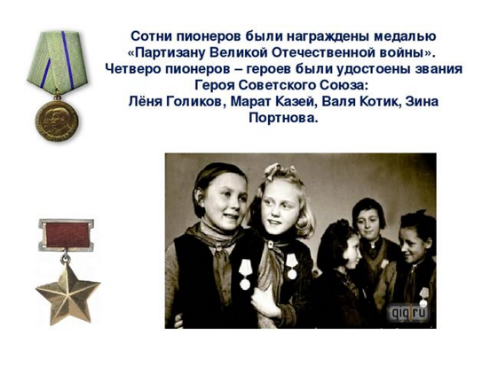 Сотни пионеров были награждены медалью
«Партизану Великой Отечественной войны».
Четверо пионеров – героев были удостоены звания
Героя Советского Союза:
Лёня Голиков, Марат Казей, Валя Котик, Зина
Портнова.
qiq.ru